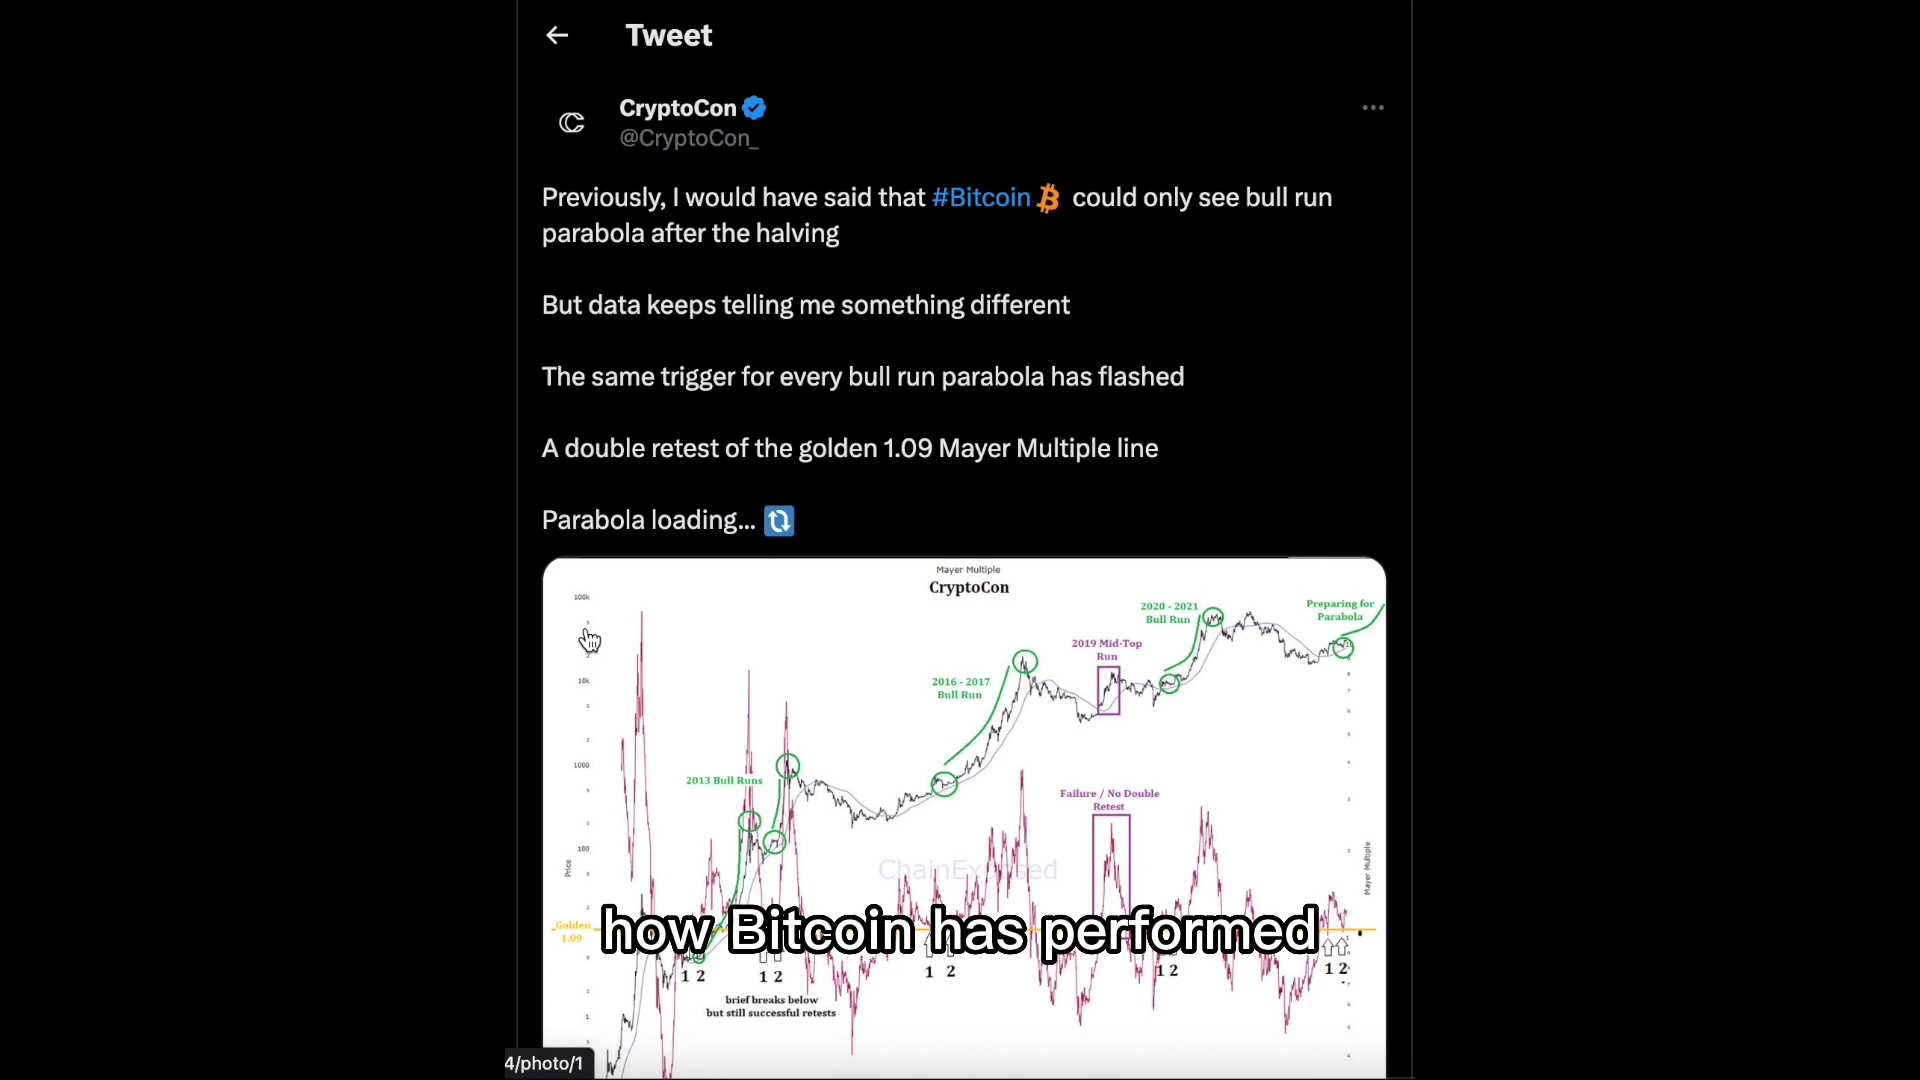 Tweet
CryptoCon
@CryptoCon_
Previously, I would have said that #Bitcoin could only see bull run
parabola after the halving
But data keeps telling me something different
The same trigger for every bull run parabola has flashed
A double retest of the golden 1.09 Mayer Multiple line
Parabola loading...
Mayer Multiple
CryptoCon
100k
10k
1000
100
1
Price
Mayer Multiple
2020 - 2021
Bull Run
Preparing for
Parabola
2019 Mid-Top
Run
2016 - 2017
Bull Run
2013 Bull Runs
Failure / No Double
Retest
ChainExposed
Golden
1.09
how Bitcoin has performed
1 2
1 2
1 2
1 2
1 2
brief breaks below
but still successful retests
4/photo/1